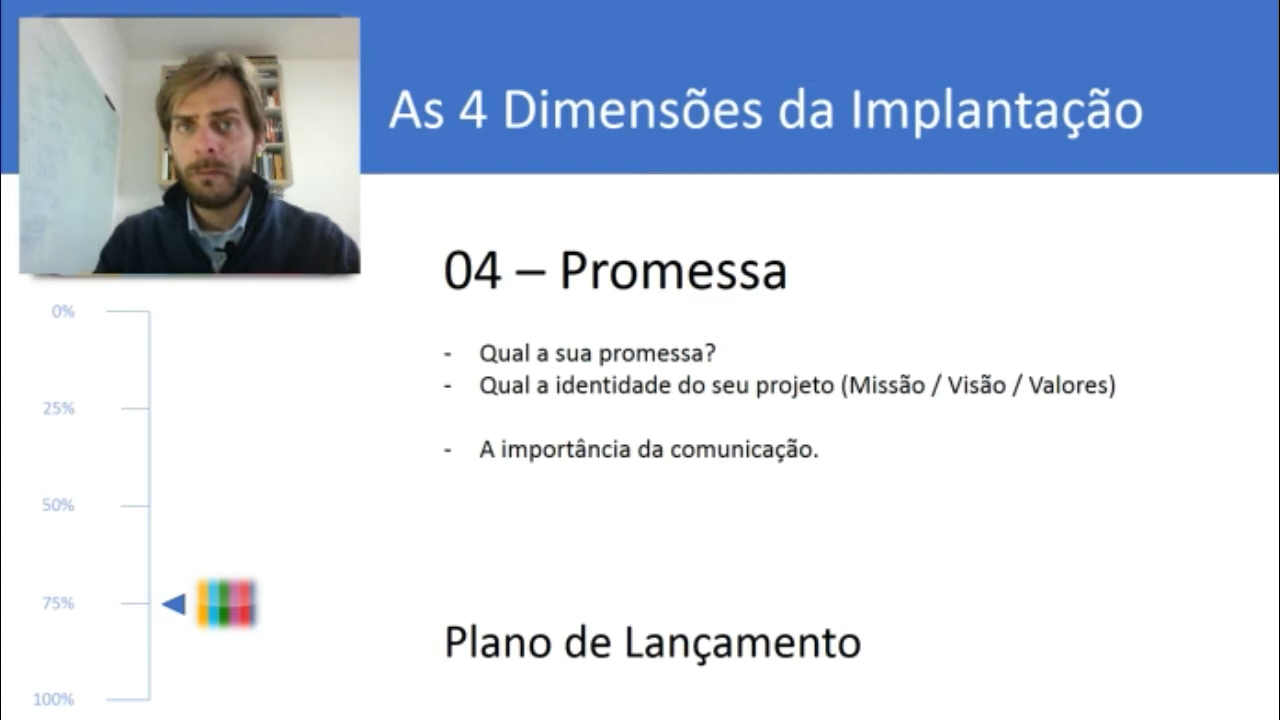 As 4 Dimensões da Implantação
04 – Promessa
- Qual a sua promessa?
- Qual a identidade do seu projeto (Missão / Visão / Valores)
- A importância da comunicação.
Plano de Lançamento
0%
25%
50%
75%
100%